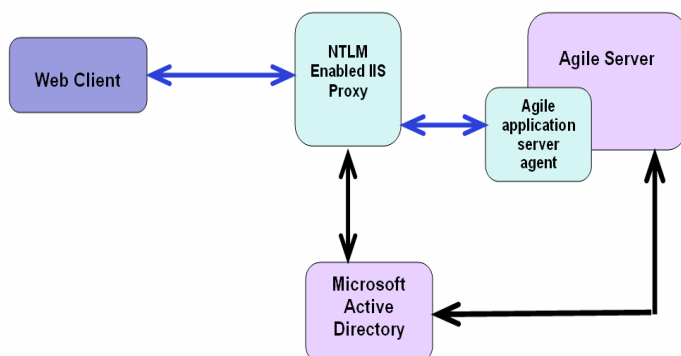 Web Client
NTLM
Enabled IIS
Proxy
Agile Server
Agile
application
server
agent
Microsoft
Active
Directory